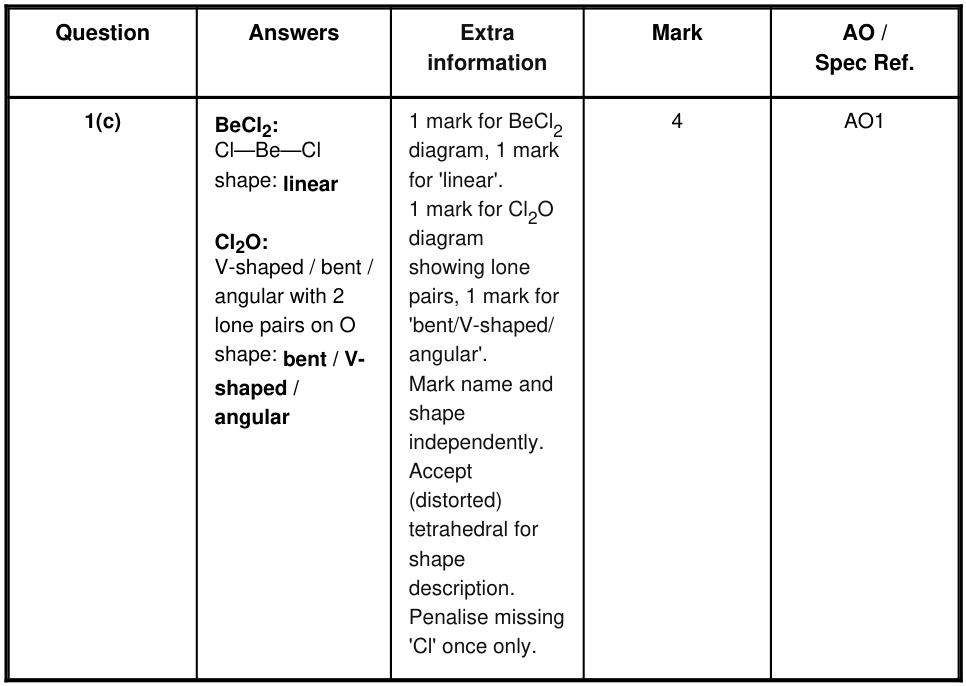 Question Answers Extra information Mark AO / Spec Ref.
1(c)
BeCl₂:
Cl—Be—Cl
shape: linear
Cl₂O:
V-shaped / bent /
angular with 2
lone pairs on O
shape: bent / V-
shaped /
angular
1 mark for BeCl₂
diagram, 1 mark
for 'linear'.
1 mark for Cl₂O
diagram
showing lone
pairs, 1 mark for
'bent/V-shaped/
angular'.
Mark name and
shape
independently.
Accept
(distorted)
tetrahedral for
shape
description.
Penalise missing
'Cl' once only.
4
AO1